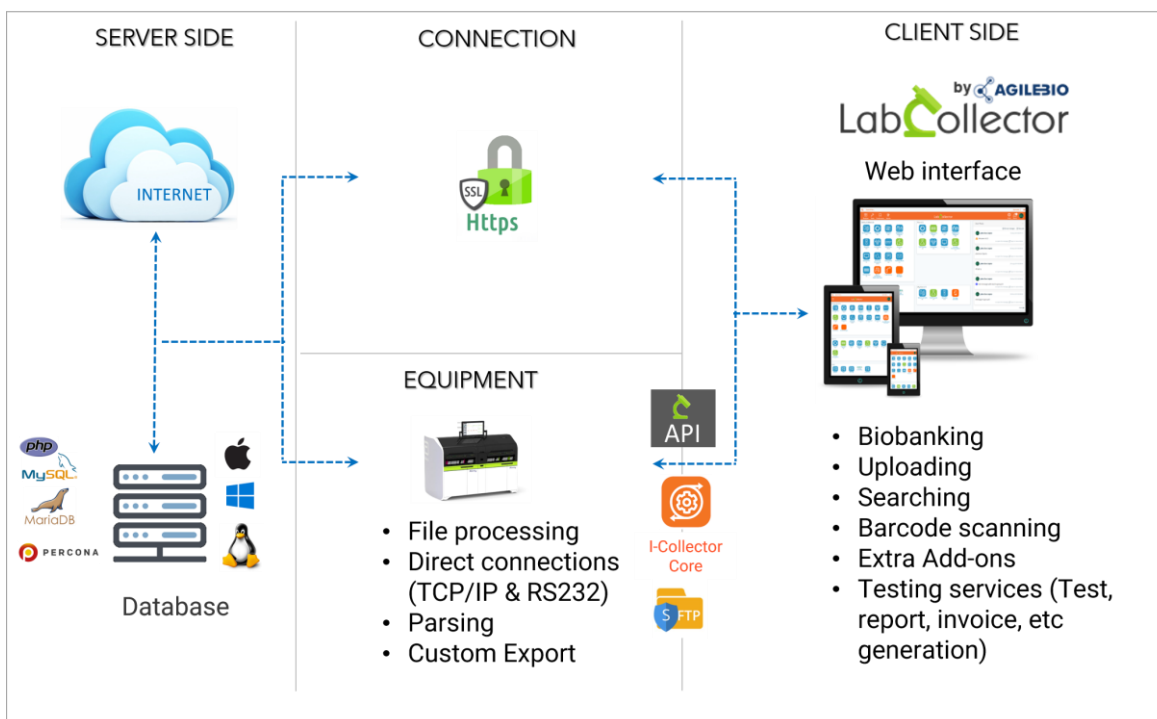 SERVER SIDE
INTERNET
php
MySQL
MariaDB
PERCONA
Database
CONNECTION
SSL
Https
EQUIPMENT
• File processing
• Direct connections
(TCP/IP & RS232)
• Parsing
• Custom Export
API
I-Collector
Core
S FTP
CLIENT SIDE
by AGILEBIO
LabCollector
Web interface
• Biobanking
• Uploading
• Searching
• Barcode scanning
• Extra Add-ons
• Testing services (Test,
report, invoice, etc
generation)